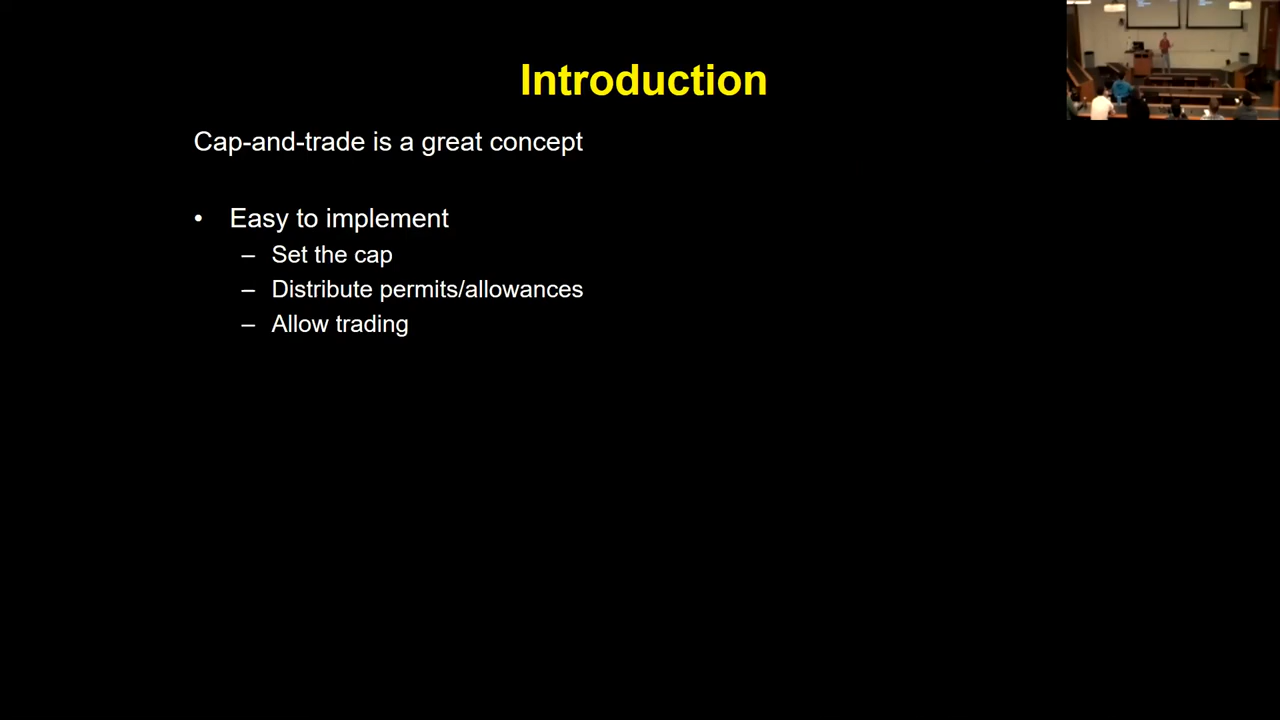 Introduction
Cap-and-trade is a great concept
• Easy to implement
– Set the cap
– Distribute permits/allowances
– Allow trading